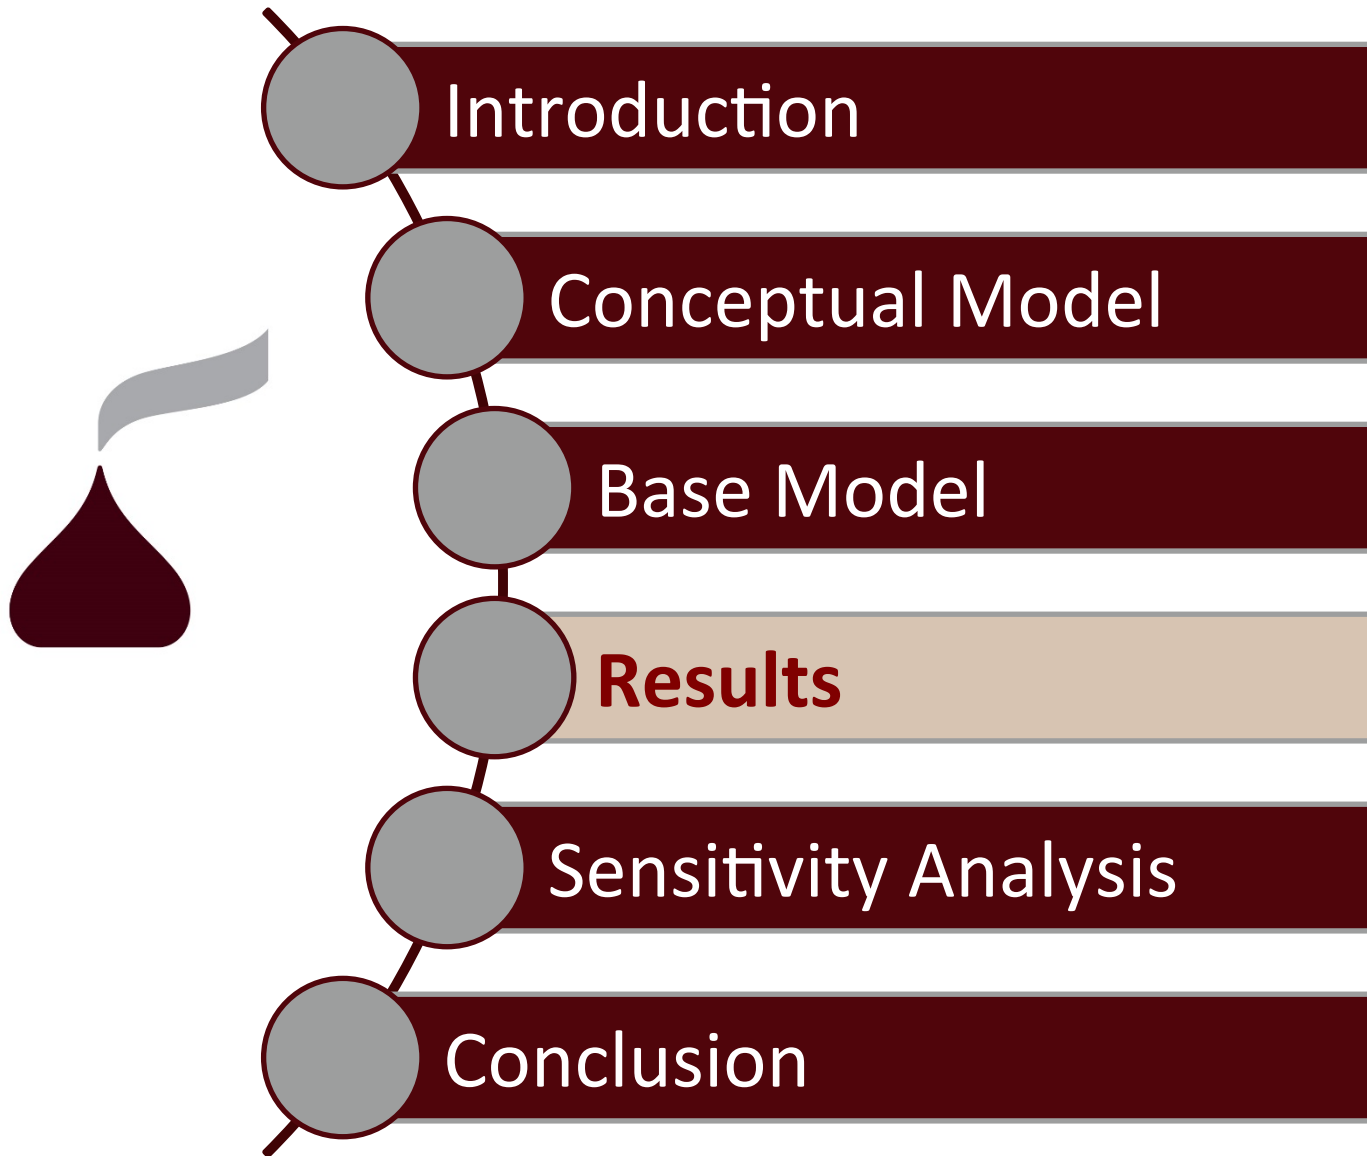 Introduction
Conceptual Model
Base Model
Results
Sensitivity Analysis
Conclusion